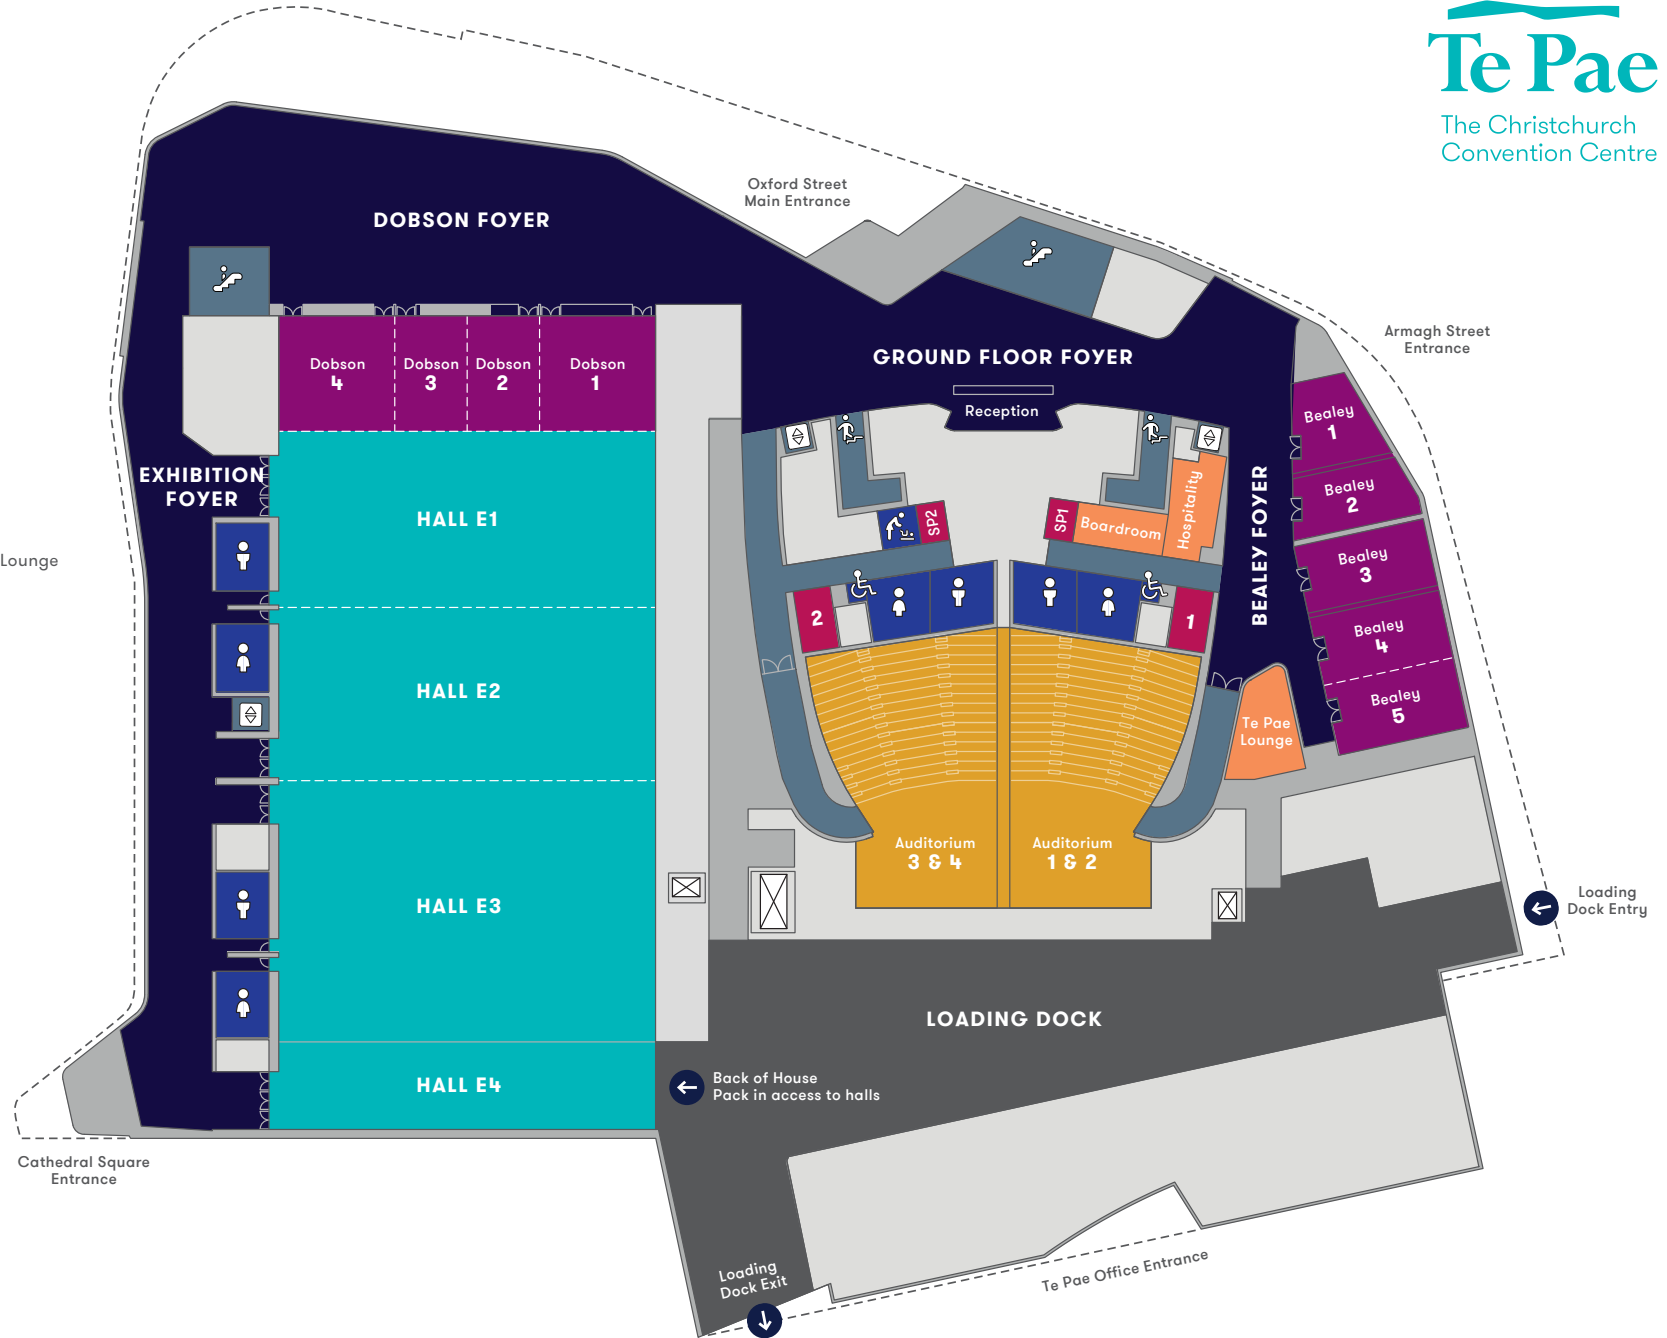 Te Pae
The Christchurch
Convention Centre
Oxford Street
Main Entrance
DOBSON FOYER
Armagh Street
Entrance
GROUND FLOOR FOYER
Reception
Dobson
4
Dobson
3
Dobson
2
Dobson
1
Bealey
1
Bealey
2
Bealey
3
Bealey
4
Bealey
5
EXHIBITION
FOYER
HALL E1
SP2
SP1
Boardroom
Hospitality
BEALEY FOYER
Lounge
2
1
HALL E2
Te Pae
Lounge
Auditorium
3 & 4
Auditorium
1 & 2
HALL E3
Loading
Dock Entry
LOADING DOCK
HALL E4
Back of House
Pack in access to halls
Cathedral Square
Entrance
Loading
Dock Exit
Te Pae Office Entrance